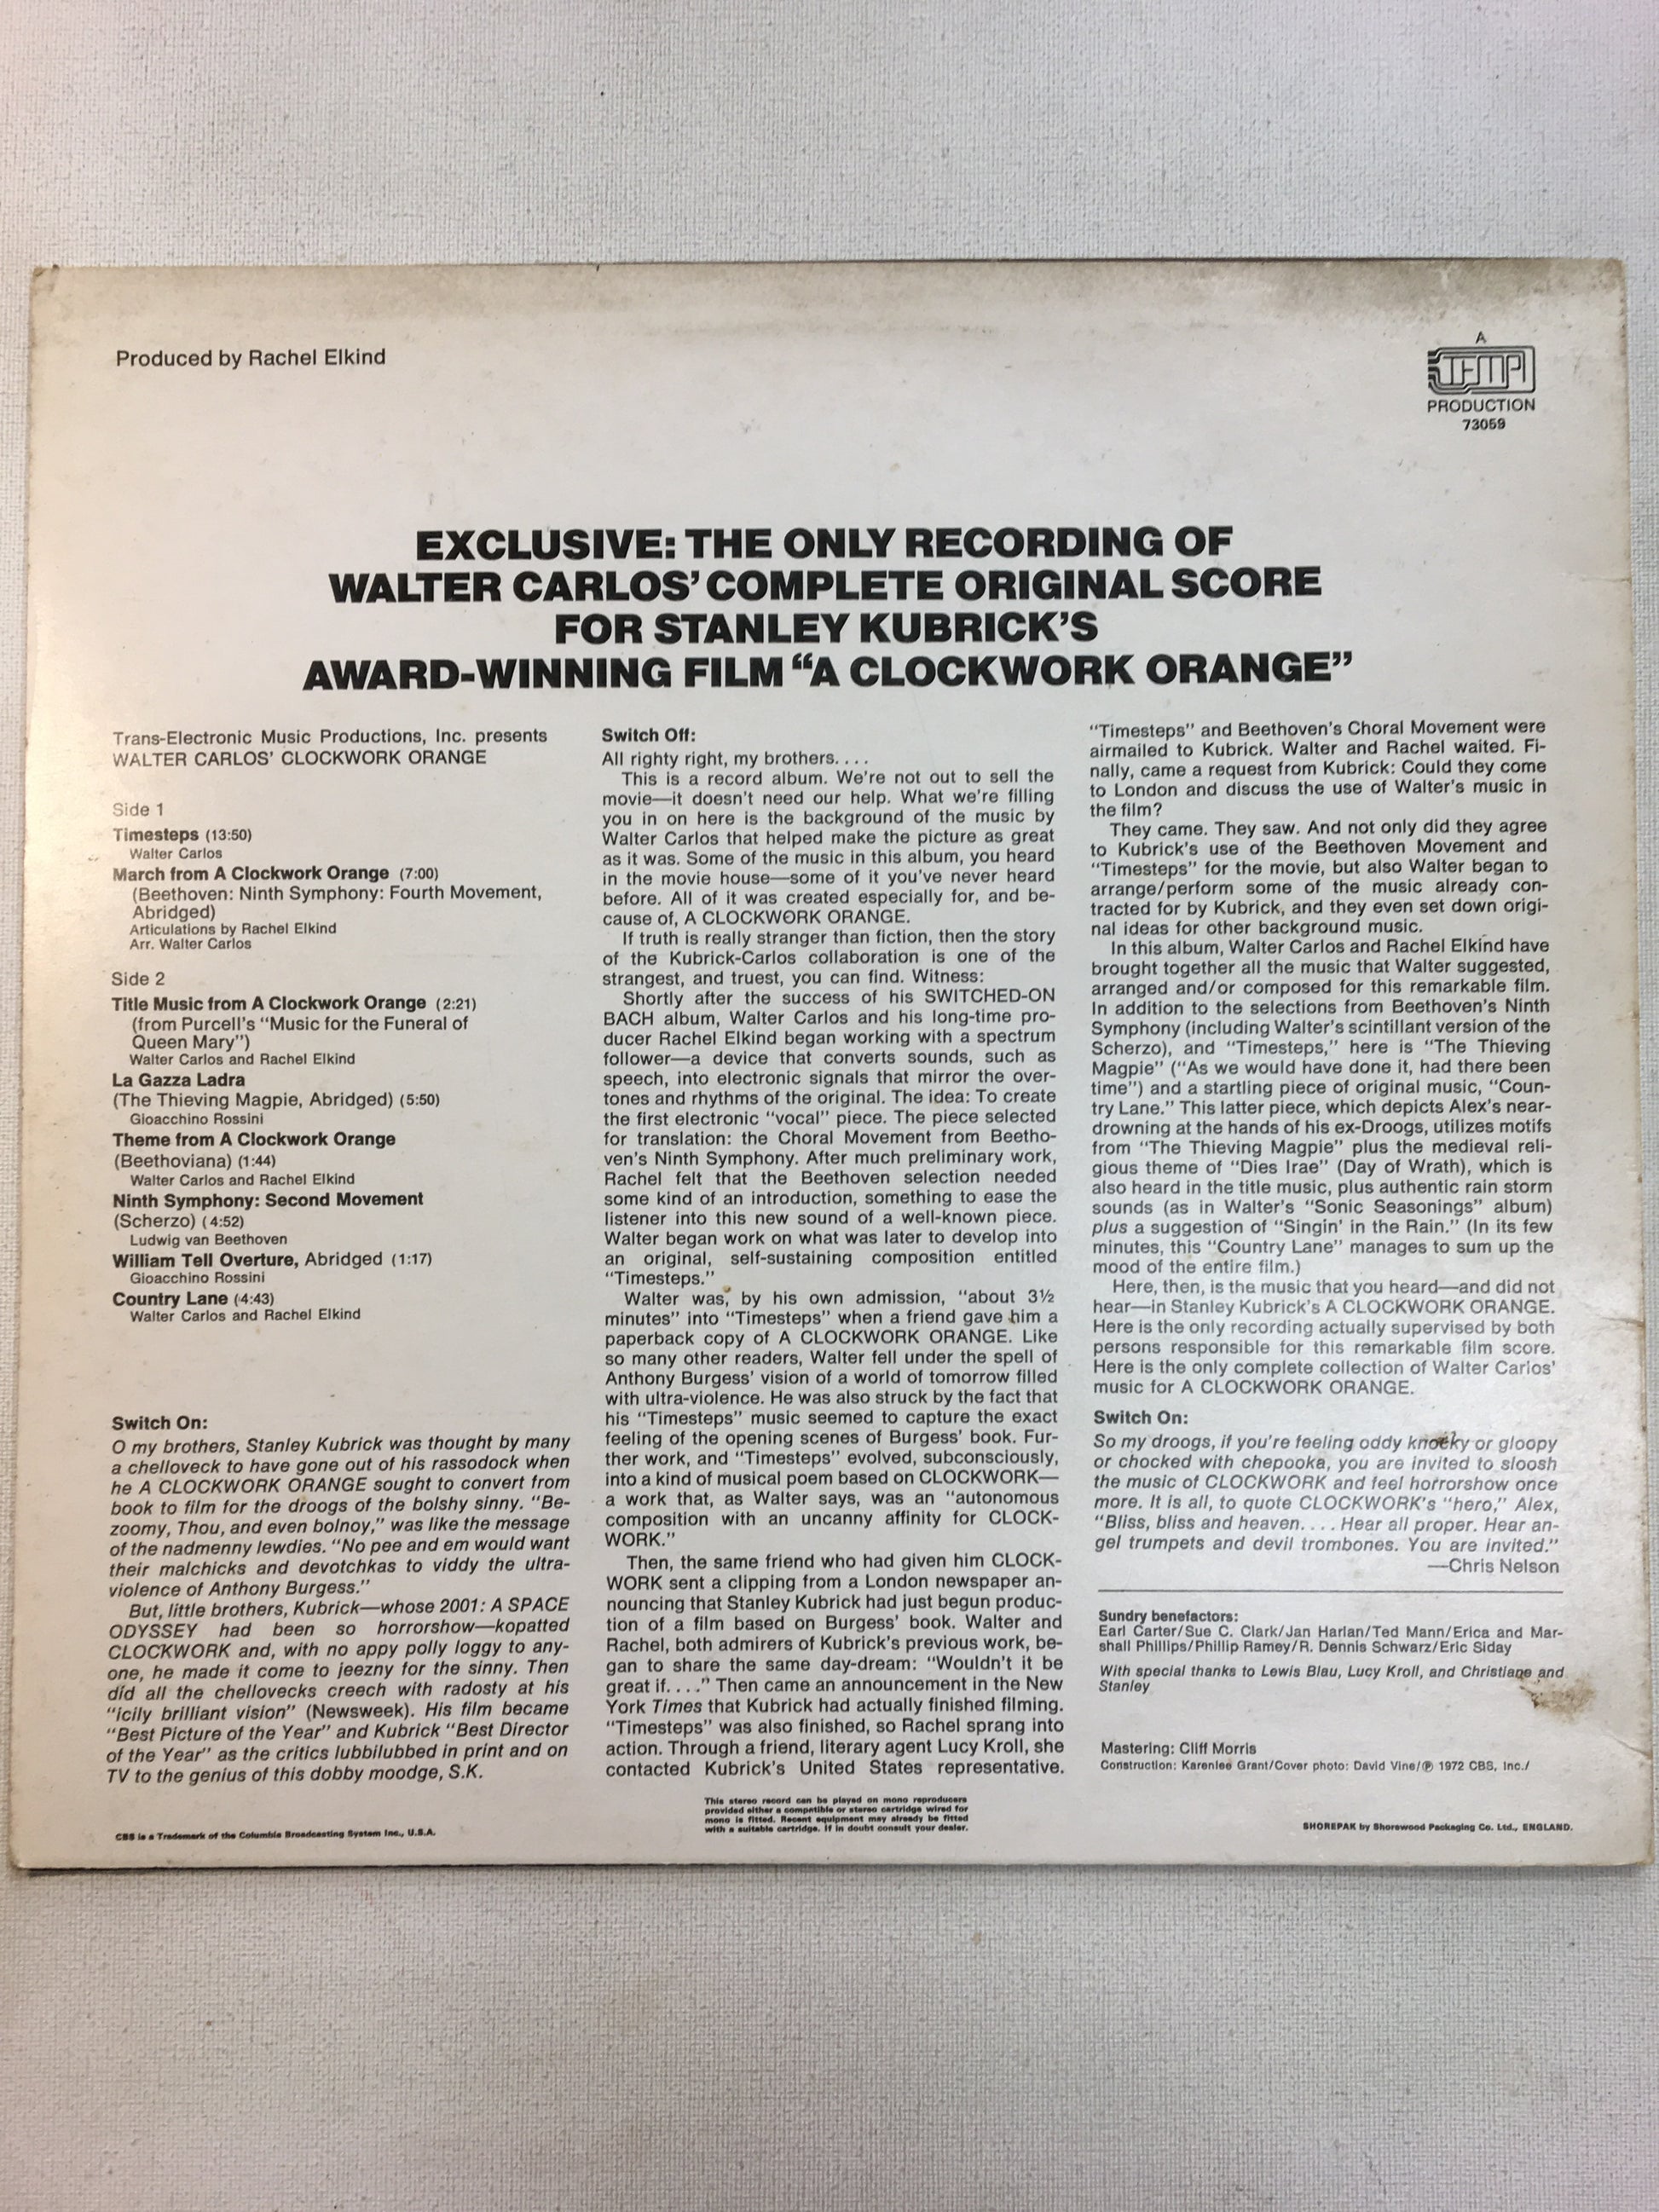 Produced by Rachel Elkind
A
TEMPI
PRODUCTION
73059
EXCLUSIVE: THE ONLY RECORDING OF
WALTER CARLOS' COMPLETE ORIGINAL SCORE
FOR STANLEY KUBRICK'S
AWARD-WINNING FILM “A CLOCKWORK ORANGE”
Trans-Electronic Music Productions, Inc. presents
WALTER CARLOS' CLOCKWORK ORANGE
Side 1
Timesteps (13:50)
Walter Carlos
March from A Clockwork Orange (7:00)
(Beethoven: Ninth Symphony: Fourth Movement,
Abridged)
Articulations by Rachel Elkind
Arr. Walter Carlos
Side 2
Title Music from A Clockwork Orange (2:21)
(from Purcell's “Music for the Funeral of
Queen Mary”)
Walter Carlos and Rachel Elkind
La Gazza Ladra
(The Thieving Magpie, Abridged) (5:50)
Gioacchino Rossini
Theme from A Clockwork Orange
(Beethoviana) (1:44)
Walter Carlos and Rachel Elkind
Ninth Symphony: Second Movement
(Scherzo) (4:52)
Ludwig van Beethoven
William Tell Overture, Abridged (1:17)
Gioacchino Rossini
Country Lane (4:43)
Walter Carlos and Rachel Elkind
Switch On:
O my brothers, Stanley Kubrick was thought by many
a chelloveck to have gone out of his rassodock when
he A CLOCKWORK ORANGE sought to convert from
book to film for the droogs of the bolshy sinny. “Be-
zoomy, Thou, and even bolnoy,” was like the message
of the nadmenny lewdies. “No pee and em would want
their malchicks and devotchkas to viddy the ultra-
violence of Anthony Burgess.”
But, little brothers, Kubrick—whose 2001: A SPACE
ODYSSEY had been so horrorshow—kopatted
CLOCKWORK and, with no appy polly loggy to any-
one, he made it come to jeezny for the sinny. Then
did all the chellovecks creech with radosty at his
“icily brilliant vision” (Newsweek). His film became
“Best Picture of the Year” and Kubrick “Best Director
of the Year” as the critics lubbilubbed in print and on
TV to the genius of this dobby moodge, S.K.
Switch Off:
All righty right, my brothers. . . .
This is a record album. We're not out to sell the
movie—it doesn't need our help. What we're filling
you in on here is the background of the music by
Walter Carlos that helped make the picture as great
as it was. Some of the music in this album, you heard
in the movie house—some of it you've never heard
before. All of it was created especially for, and be-
cause of, A CLOCKWORK ORANGE.
If truth is really stranger than fiction, then the story
of the Kubrick-Carlos collaboration is one of the
strangest, and truest, you can find. Witness:
Shortly after the success of his SWITCHED-ON
BACH album, Walter Carlos and his long-time pro-
ducer Rachel Elkind began working with a spectrum
follower—a device that converts sounds, such as
speech, into electronic signals that mirror the over-
tones and rhythms of the original. The idea: To create
the first electronic “vocal” piece. The piece selected
for translation: the Choral Movement from Beetho-
ven's Ninth Symphony. After much preliminary work,
Rachel felt that the Beethoven selection needed
some kind of an introduction, something to ease the
listener into this new sound of a well-known piece.
Walter began work on what was later to develop into
an original, self-sustaining composition entitled
“Timesteps.”
Walter was, by his own admission, “about 3½
minutes” into “Timesteps” when a friend gave him a
paperback copy of A CLOCKWORK ORANGE. Like
so many other readers, Walter fell under the spell of
Anthony Burgess' vision of a world of tomorrow filled
with ultra-violence. He was also struck by the fact that
his “Timesteps” music seemed to capture the exact
feeling of the opening scenes of Burgess' book. Fur-
ther work, and “Timesteps” evolved, subconsciously,
into a kind of musical poem based on CLOCKWORK—
a work that, as Walter says, was an “autonomous
composition with an uncanny affinity for CLOCK-
WORK.”
Then, the same friend who had given him CLOCK-
WORK sent a clipping from a London newspaper an-
nouncing that Stanley Kubrick had just begun produc-
tion of a film based on Burgess' book. Walter and
Rachel, both admirers of Kubrick's previous work, be-
gan to share the same day-dream: “Wouldn't it be
great if. . . .” Then came an announcement in the New
York Times that Kubrick had actually finished filming.
“Timesteps” was also finished, so Rachel sprang into
action. Through a friend, literary agent Lucy Kroll, she
contacted Kubrick's United States representative.
“Timesteps” and Beethoven's Choral Movement were
airmailed to Kubrick. Walter and Rachel waited. Fi-
nally, came a request from Kubrick: Could they come
to London and discuss the use of Walter's music in
the film?
They came. They saw. And not only did they agree
to Kubrick's use of the Beethoven Movement and
“Timesteps” for the movie, but also Walter began to
arrange/perform some of the music already con-
tracted for by Kubrick, and they even set down origi-
nal ideas for other background music.
In this album, Walter Carlos and Rachel Elkind have
brought together all the music that Walter suggested,
arranged and/or composed for this remarkable film.
In addition to the selections from Beethoven's Ninth
Symphony (including Walter's scintillant version of the
Scherzo), and “Timesteps,” here is “The Thieving
Magpie” (“As we would have done it, had there been
time”) and a startling piece of original music, “Coun-
try Lane.” This latter piece, which depicts Alex's near-
drowning at the hands of his ex-Droogs, utilizes motifs
from “The Thieving Magpie” plus the medieval reli-
gious theme of “Dies Irae” (Day of Wrath), which is
also heard in the title music, plus authentic rain storm
sounds (as in Walter's “Sonic Seasonings” album)
plus a suggestion of “Singin' in the Rain.” (In its few
minutes, this “Country Lane” manages to sum up the
mood of the entire film.)
Here, then, is the music that you heard—and did not
hear—in Stanley Kubrick's A CLOCKWORK ORANGE.
Here is the only recording actually supervised by both
persons responsible for this remarkable film score.
Here is the only complete collection of Walter Carlos'
music for A CLOCKWORK ORANGE.
Switch On:
So my droogs, if you're feeling oddy knocky or gloopy
or chocked with chepooka, you are invited to sloosh
the music of CLOCKWORK and feel horrorshow once
more. It is all, to quote CLOCKWORK's “hero,” Alex,
“Bliss, bliss and heaven. . . . Hear all proper. Hear an-
gel trumpets and devil trombones. You are invited.”
—Chris Nelson
Sundry benefactors:
Earl Carter/Sue C. Clark/Jan Harlan/Ted Mann/Erica and Mar-
shall Phillips/Phillip Ramey/R. Dennis Schwarz/Eric Siday
With special thanks to Lewis Blau, Lucy Kroll, and Christiane and
Stanley
Mastering: Cliff Morris
Construction: Karenlee Grant/Cover photo: David Vine/℗ 1972 CBS, Inc./
CBS is a Trademark of the Columbia Broadcasting System Inc., U.S.A.
This stereo record can be played on mono reproducers
provided either a compatible or stereo cartridge wired for
mono is fitted. Recent equipment may already be fitted
with a suitable cartridge. If in doubt consult your dealer.
SHOREPAK by Shorewood Packaging Co. Ltd., ENGLAND.